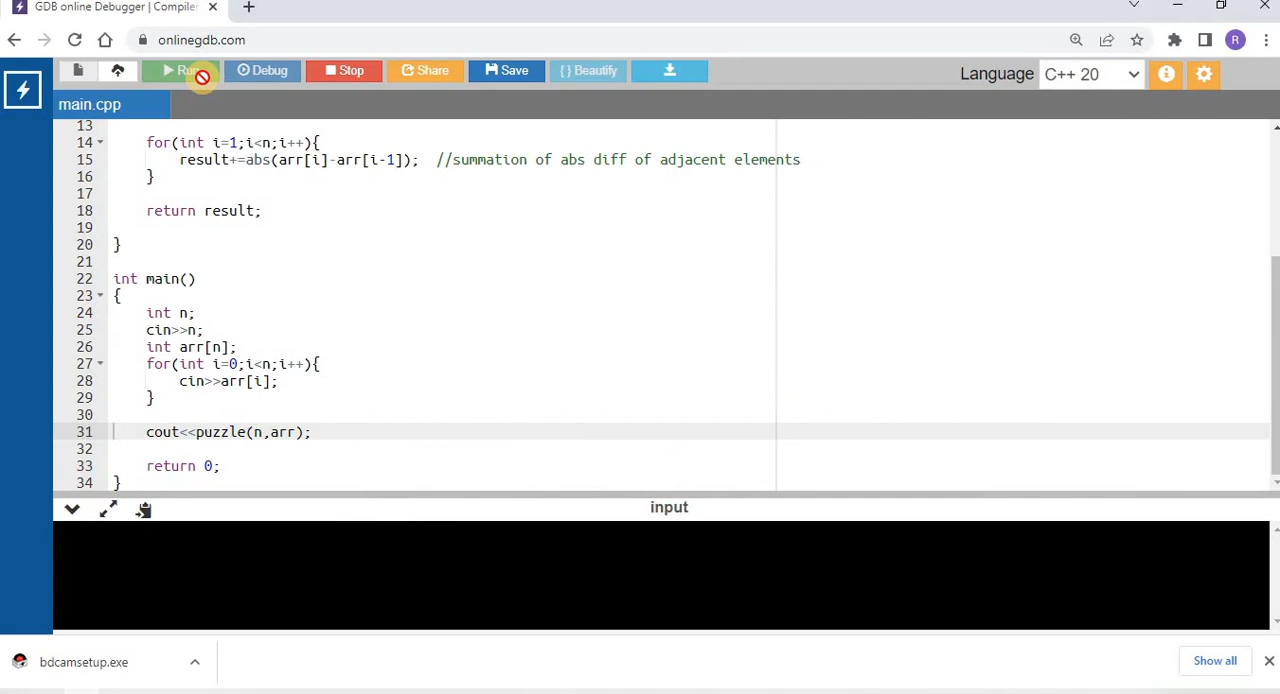 GDB online Debugger | Compiler
onlinegdb.com
R
Run
Debug
Stop
Share
Save
{ } Beautify
Language
C++ 20
main.cpp
13
14 for(int i=1;i<n;i++){
15 result+=abs(arr[i]-arr[i-1]); //summation of abs diff of adjacent elements
16 }
17
18 return result;
19
20 }
21
22 int main()
23 {
24 int n;
25 cin>>n;
26 int arr[n];
27 for(int i=0;i<n;i++){
28 cin>>arr[i];
29 }
30
31 cout<<puzzle(n,arr);
32
33 return 0;
34 }
input
bdcamsetup.exe
Show all